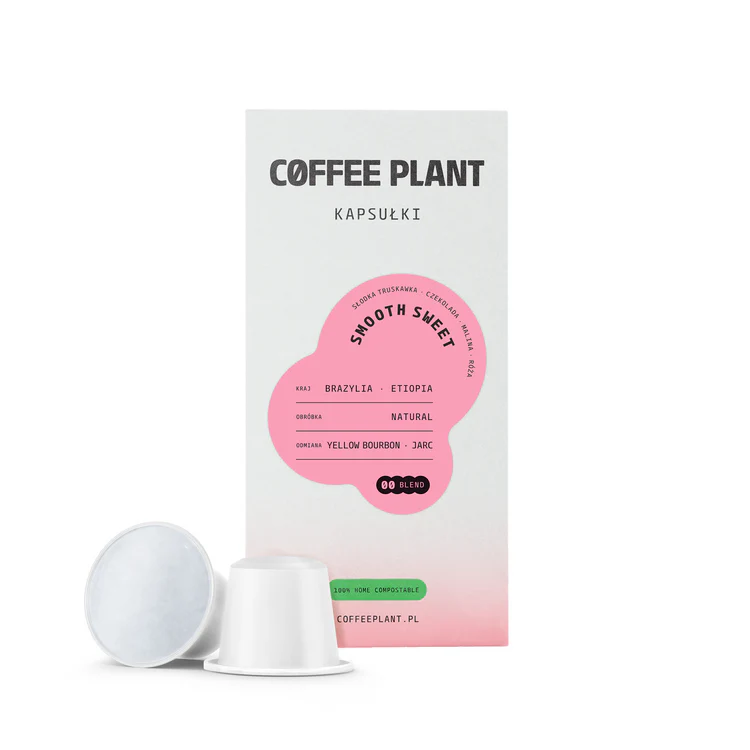 CØFFEE PLANT
KAPSUŁKI
SŁODKA TRUSKAWKA · CZEKOLADA · MALINA · RÓŻA
SMOOTH SWEET
KRAJ BRAZYLIA · ETIOPIA
OBRÓBKA NATURAL
ODMIANA YELLOW BOURBON · JARC
00 BLEND
100% HOME COMPOSTABLE
COFFEEPLANT.PL